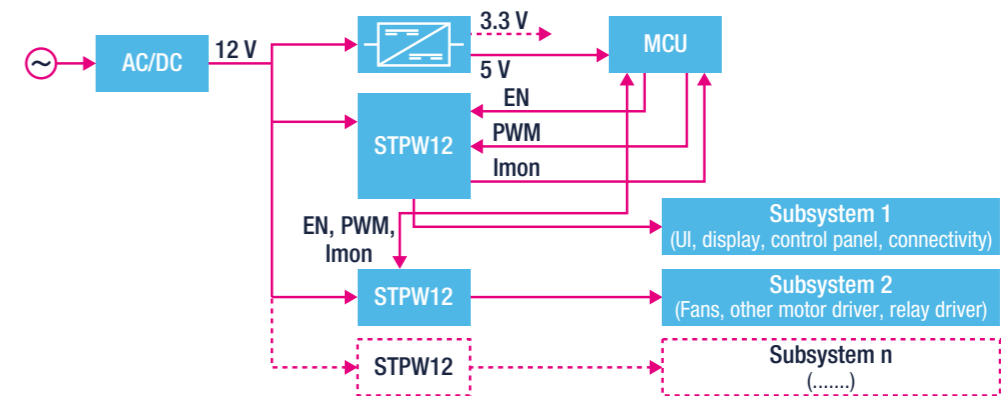 3.3 V
12 V
AC/DC
MCU
5 V
EN
STPW12
PWM
Imon
EN, PWM,
Imon
Subsystem 1
(UI, display, control panel, connectivity)
STPW12
Subsystem 2
(Fans, other motor driver, relay driver)
STPW12
Subsystem n
(.......)